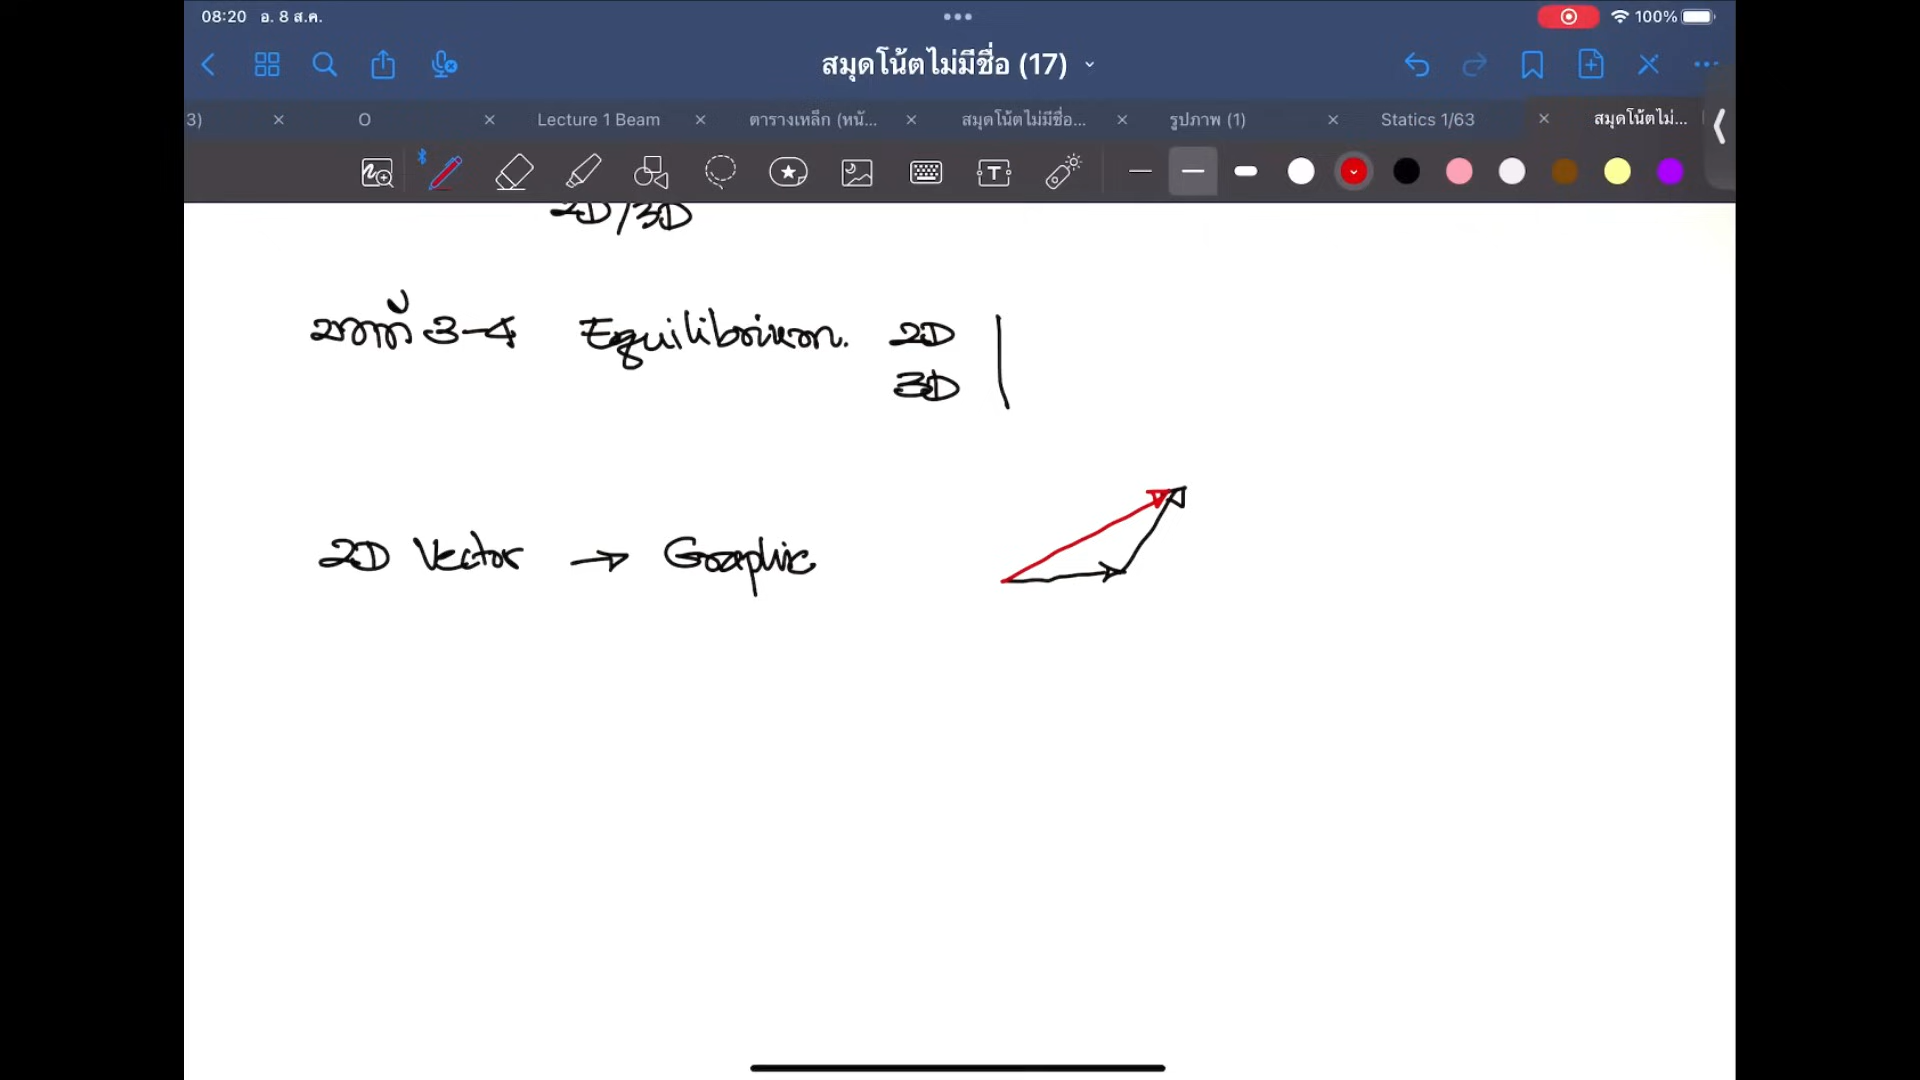 08:20 อ. 8 ส.ค.
100%
สมุดโน้ตไม่มีชื่อ (17)
3)
O
Lecture 1 Beam
ตารางเหล็ก (หนั...
สมุดโน้ตไม่มีชื่อ...
รูปภาพ (1)
Statics 1/63
สมุดโน้ตไม่...
2D/3D
3-4 Equilibrium. 2D
3D
2D Vector → Graphic